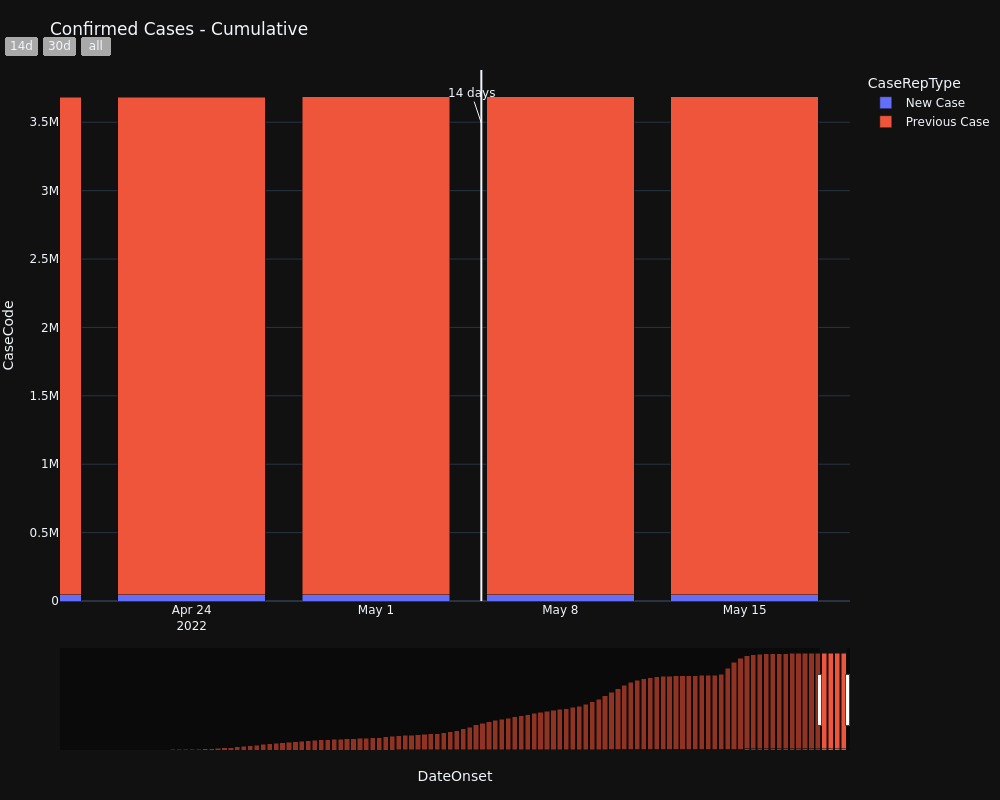 Confirmed Cases - Cumulative
14d 30d all
14 days
CaseRepType
New Case
Previous Case
3.5M
3M
2.5M
2M
1.5M
1M
0.5M
0
CaseCode
Apr 24 May 1 May 8 May 15
2022
DateOnset